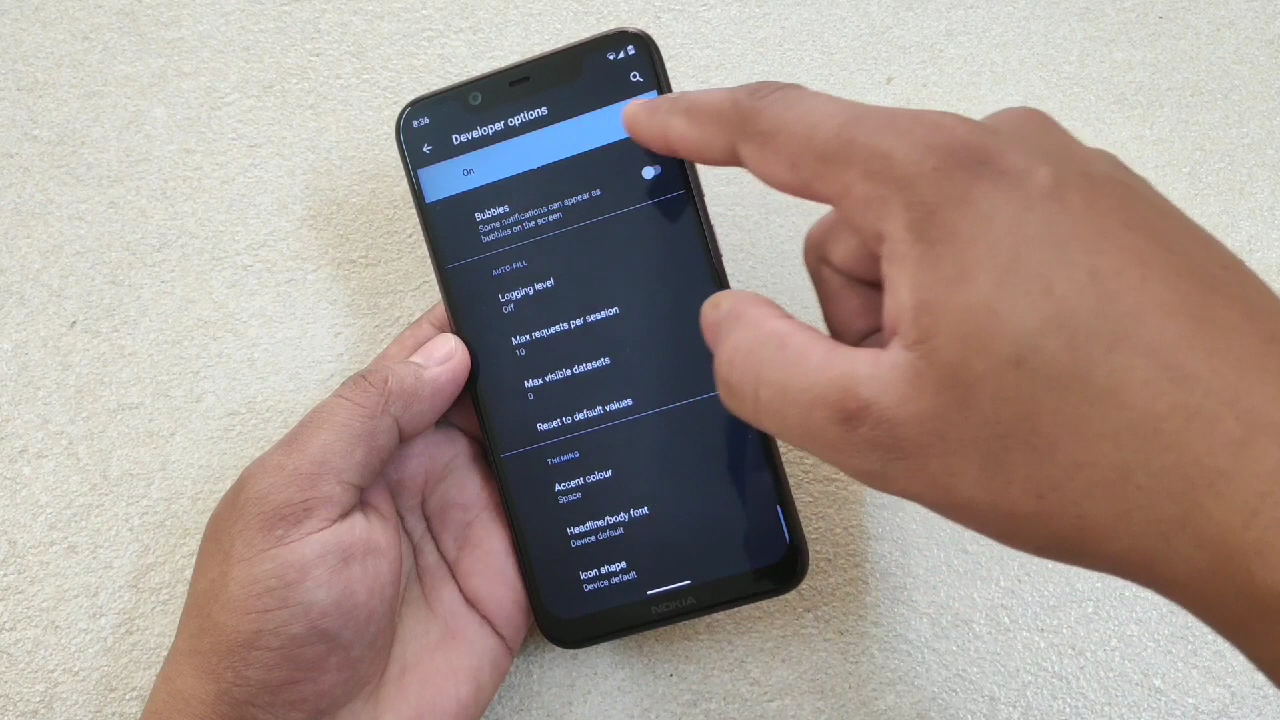 8:36
Developer options
On
Bubbles
Some notifications can appear as
bubbles on the screen
AUTO-FILL
Logging level
Off
Max requests per session
10
Max visible datasets
0
Reset to default values
THEMING
Accent colour
Space
Headline/body font
Device default
Icon shape
Device default
NOKIA